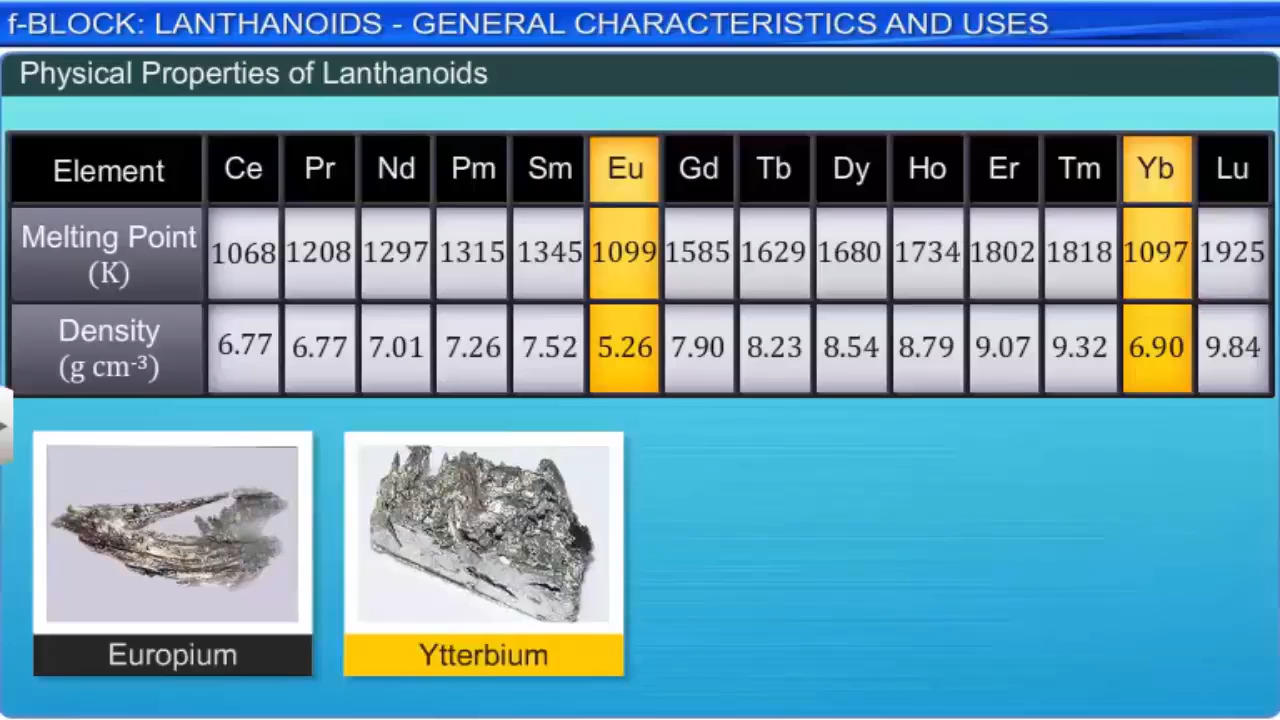 f-BLOCK: LANTHANOIDS - GENERAL CHARACTERISTICS AND USES
Physical Properties of Lanthanoids
Element Ce Pr Nd Pm Sm Eu Gd Tb Dy Ho Er Tm Yb Lu
Melting Point (K) 1068 1208 1297 1315 1345 1099 1585 1629 1680 1734 1802 1818 1097 1925
Density (g cm⁻³) 6.77 6.77 7.01 7.26 7.52 5.26 7.90 8.23 8.54 8.79 9.07 9.32 6.90 9.84
Europium Ytterbium